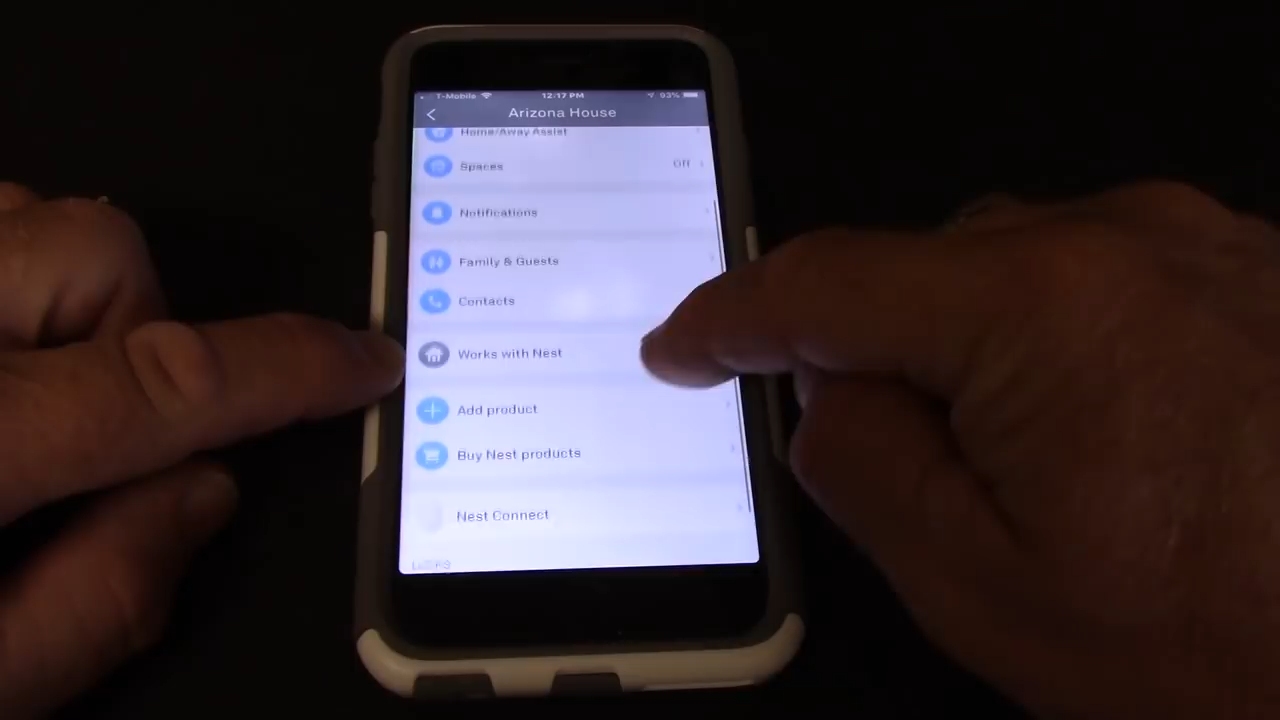 T-Mobile 12:17 PM 93%
Arizona House
Home/Away Assist
Spaces Off
Notifications
Family & Guests
Contacts
Works with Nest
Add product
Buy Nest products
Nest Connect